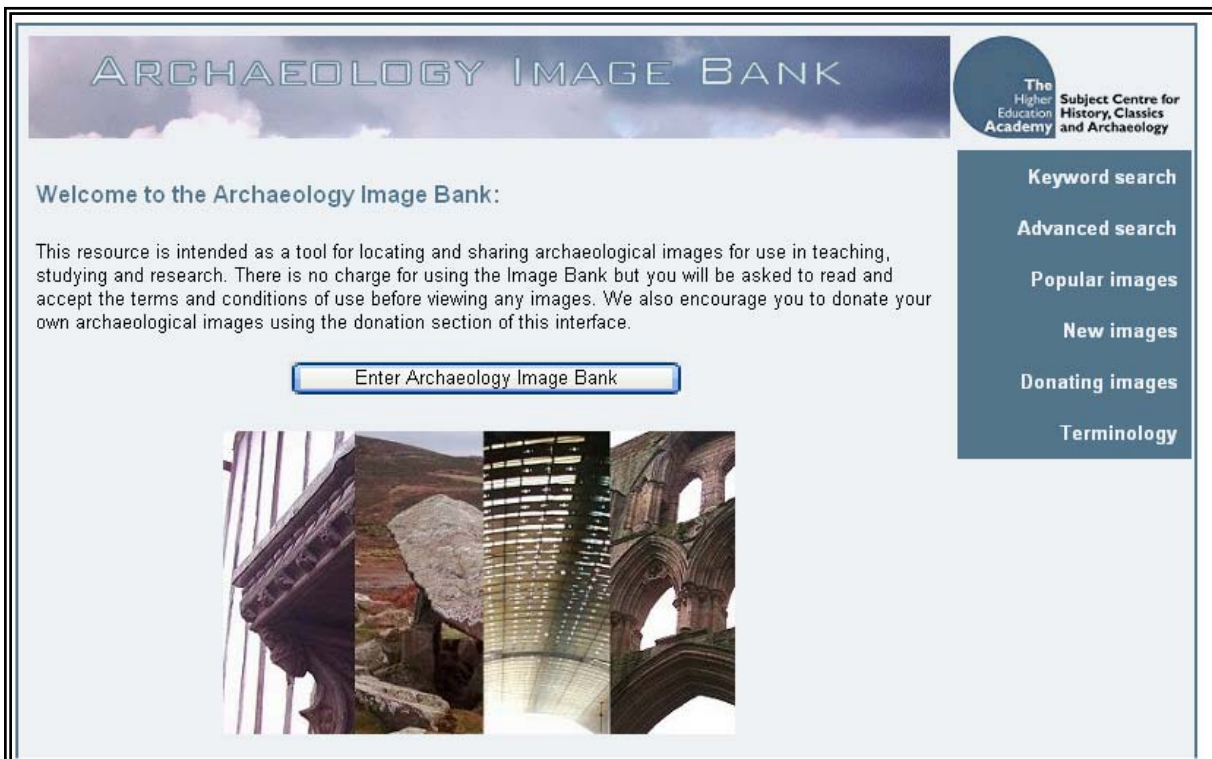 ARCHAEOLOGY IMAGE BANK
The
Higher
Education
Academy
Subject Centre for
History, Classics
and Archaeology
Welcome to the Archaeology Image Bank:
This resource is intended as a tool for locating and sharing archaeological images for use in teaching,
studying and research. There is no charge for using the Image Bank but you will be asked to read and
accept the terms and conditions of use before viewing any images. We also encourage you to donate your
own archaeological images using the donation section of this interface.
Enter Archaeology Image Bank
Keyword search
Advanced search
Popular images
New images
Donating images
Terminology